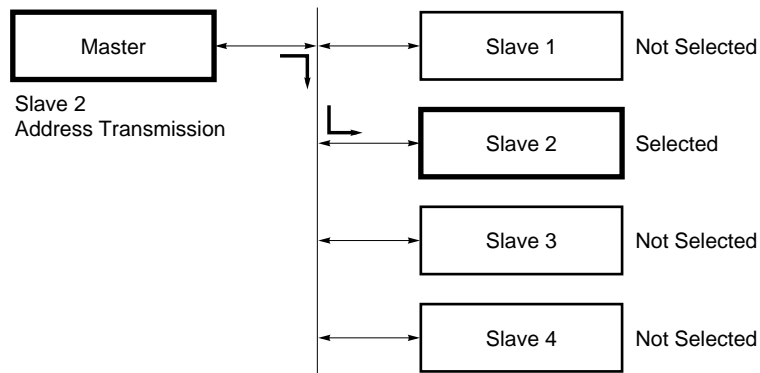 Master
Slave 2
Address Transmission
Slave 1
Not Selected
Slave 2
Selected
Slave 3
Not Selected
Slave 4
Not Selected